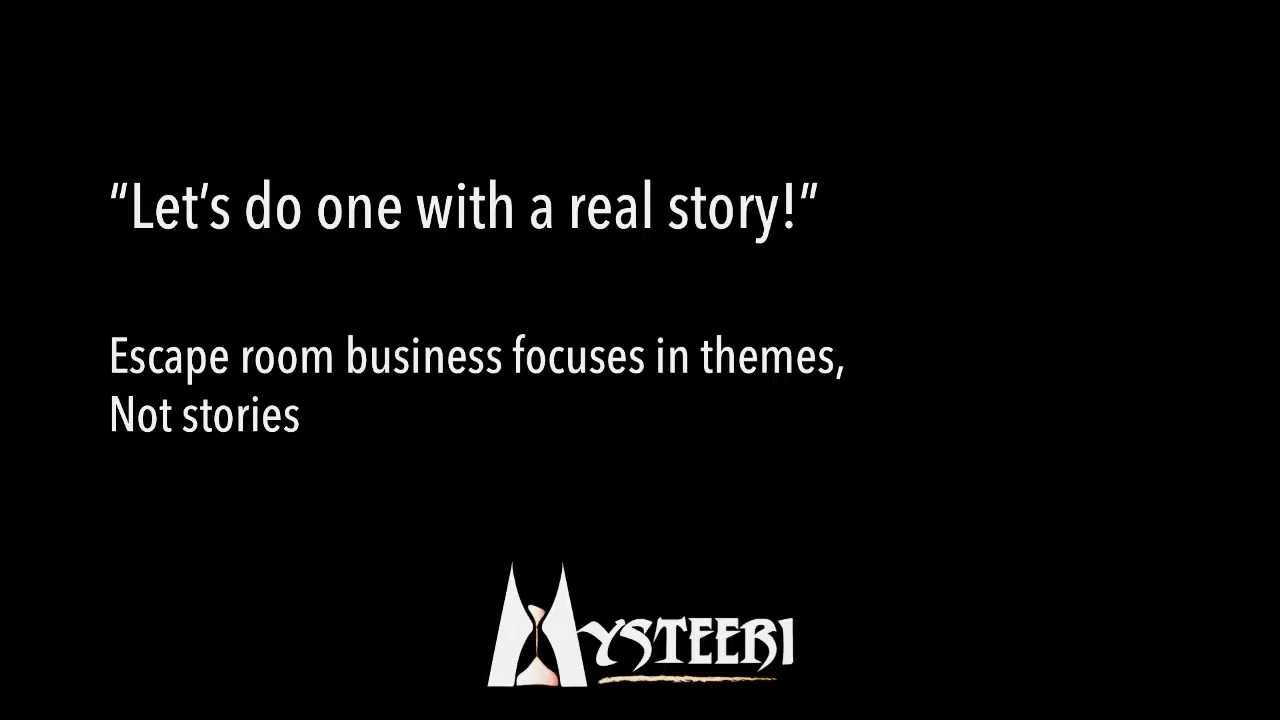 “Let’s do one with a real story!”
Escape room business focuses in themes,
Not stories
MYSTEERI